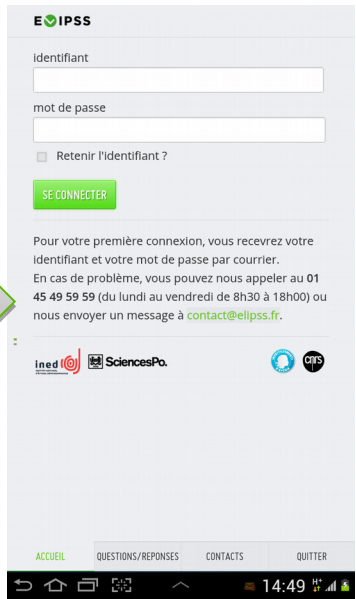 ELIPSS
identifiant
mot de passe
Retenir l'identifiant ?
SE CONNECTER
Pour votre première connexion, vous recevrez votre
identifiant et votre mot de passe par courrier.
En cas de problème, vous pouvez nous appeler au 01
45 49 59 59 (du lundi au vendredi de 8h30 à 18h00) ou
nous envoyer un message à contact@elipss.fr.
ined SciencesPo. cnrs
ACCUEIL QUESTIONS/REPONSES CONTACTS QUITTER
14:49 H+